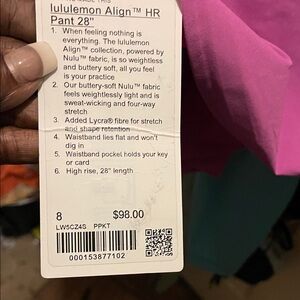 lululemon Align™ HR
Pant 28"
1. When feeling nothing is
everything. The lululemon
Align™ collection, powered by
Nulu™ fabric, is so weightless
and buttery soft, all you feel
is your practice
2. Our buttery-soft Nulu™ fabric
feels weightlessly light and is
sweat-wicking and four-way
stretch
3. Added Lycra® fibre for stretch
and shape retention
4. Waistband lies flat and won't
dig in
5. Waistband pocket holds your key
or card
6. High rise, 28" length
8 $98.00
LW5CZ4S PPKT
000153877102